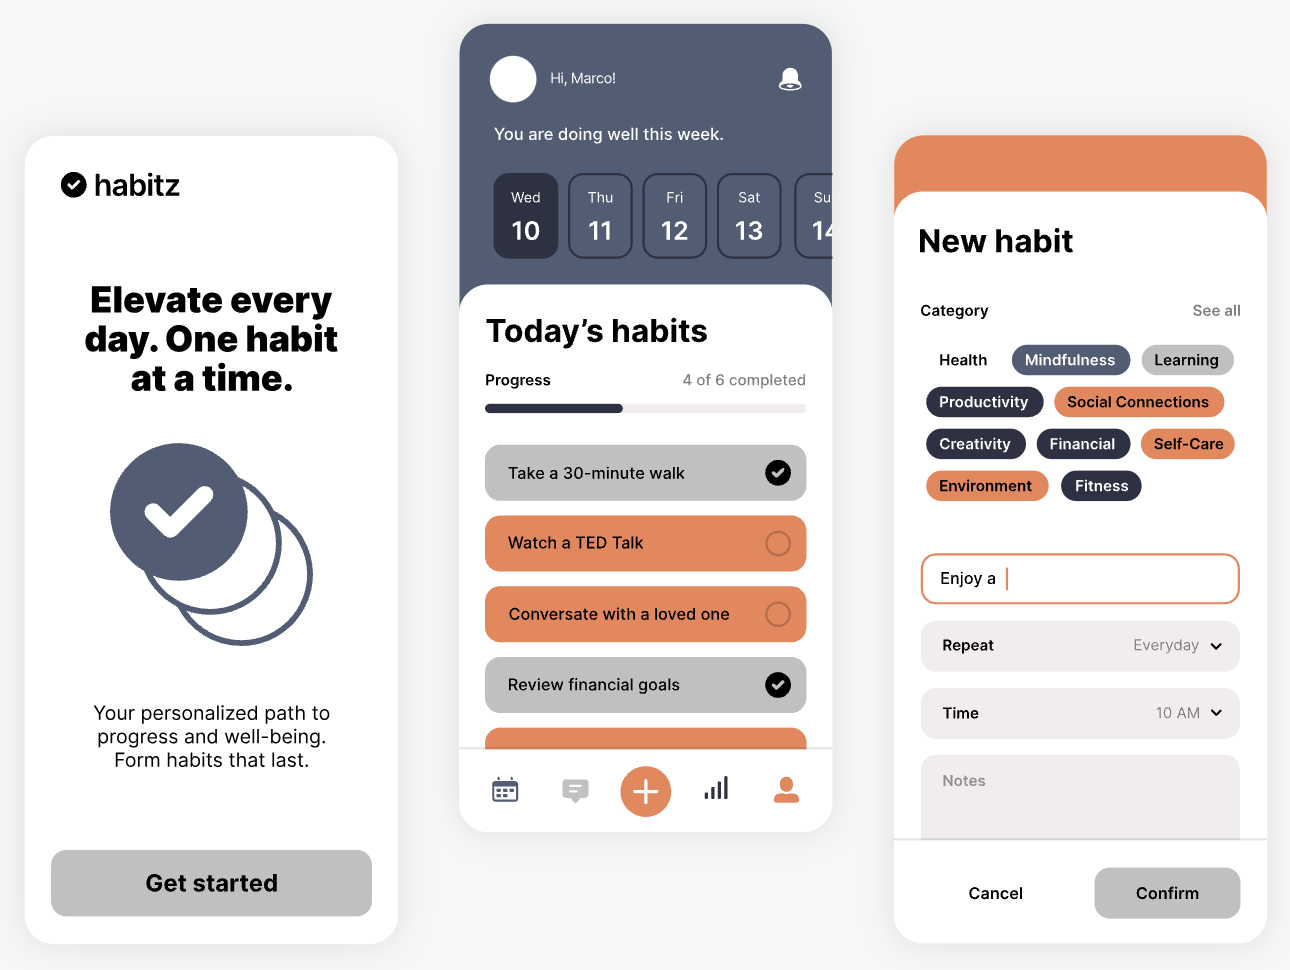 habitz
Elevate every
day. One habit
at a time.
Your personalized path to
progress and well-being.
Form habits that last.
Get started
Hi, Marco!
You are doing well this week.
Wed Thu Fri Sat Su
10 11 12 13 14
Today’s habits
Progress 4 of 6 completed
Take a 30-minute walk
Watch a TED Talk
Conversate with a loved one
Review financial goals
New habit
Category See all
Health Mindfulness Learning
Productivity Social Connections
Creativity Financial Self-Care
Environment Fitness
Enjoy a
Repeat Everyday
Time 10 AM
Notes
Cancel Confirm